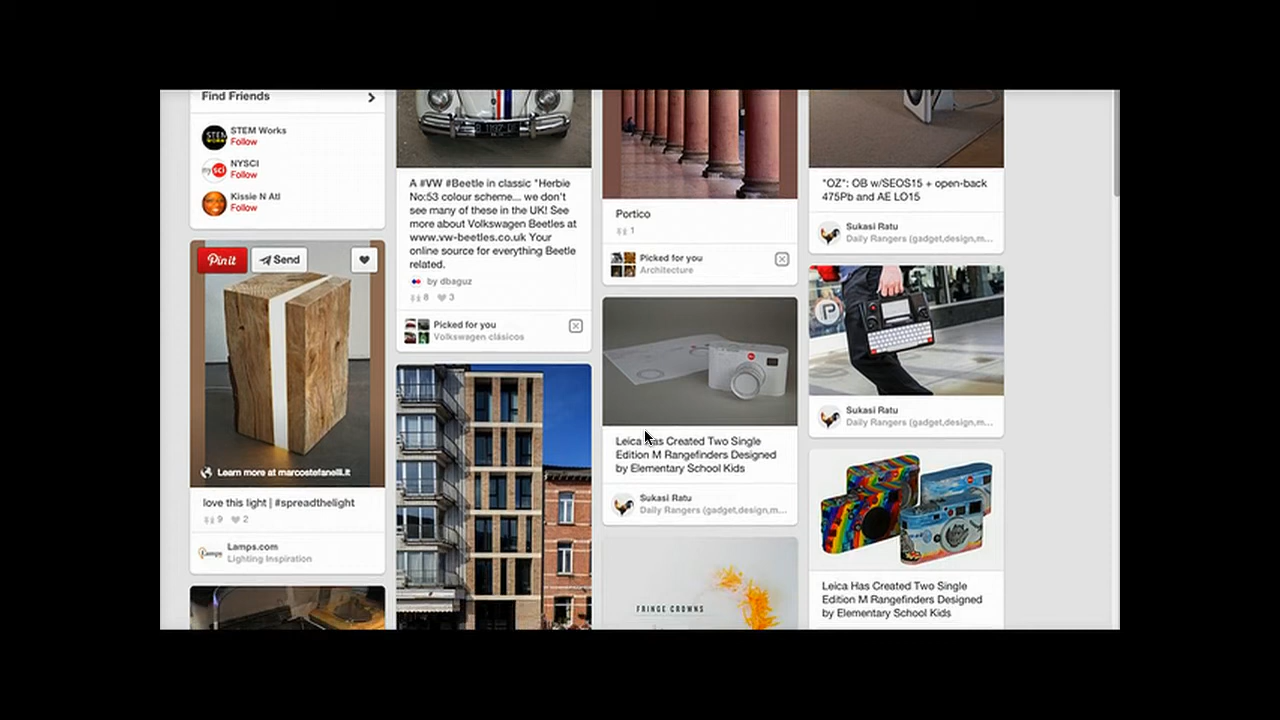 Find Friends
STEM Works
Follow
NYSCI
Follow
Kissie N Atl
Follow
Pin it
Send
Learn more at marcostefanelli.it
love this light | #spreadthelight
9 2
Lamps.com
Lighting Inspiration
A #VW #Beetle in classic "Herbie
No:53 colour scheme... we don't
see many of these in the UK! See
more about Volkswagen Beetles at
www.vw-beetles.co.uk Your
online source for everything Beetle
related.
by dbaguz
8 3
Picked for you
Volkswagen clásicos
Portico
1
Picked for you
Architecture
Leica Has Created Two Single
Edition M Rangefinders Designed
by Elementary School Kids
Sukasi Ratu
Daily Rangers (gadget,design,m...
FRINGE CROWNS
"OZ": OB w/SEOS15 + open-back
475Pb and AE LO15
Sukasi Ratu
Daily Rangers (gadget,design,m...
Sukasi Ratu
Daily Rangers (gadget,design,m...
Leica Has Created Two Single
Edition M Rangefinders Designed
by Elementary School Kids